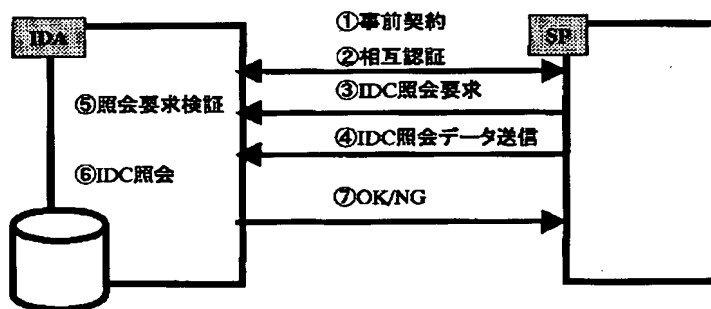 IDA
①事前契約
SP
②相互認証
③IDC照会要求
⑤照会要求検証
④IDC照会データ送信
⑥IDC照会
⑦OK/NG